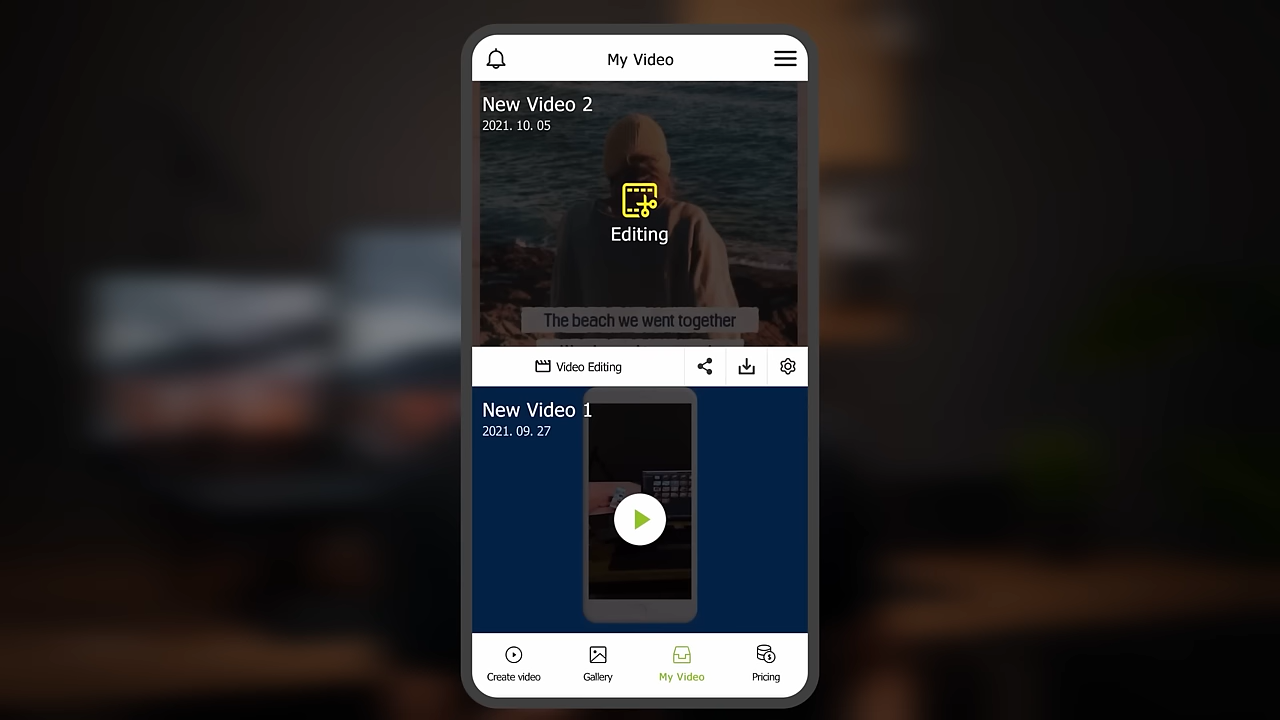 My Video
New Video 2
2021. 10. 05
Editing
The beach we went together
Video Editing
New Video 1
2021. 09. 27
Create video
Gallery
My Video
Pricing